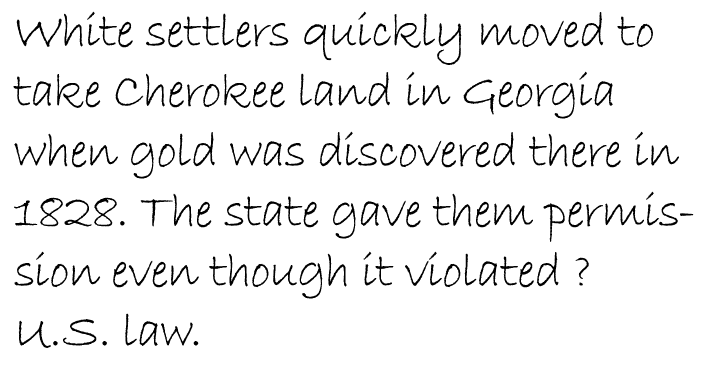 White settlers quickly moved to
take Cherokee land in Georgia
when gold was discovered there in
1828. The state gave them permis-
sion even though it violated ?
U.S. law.